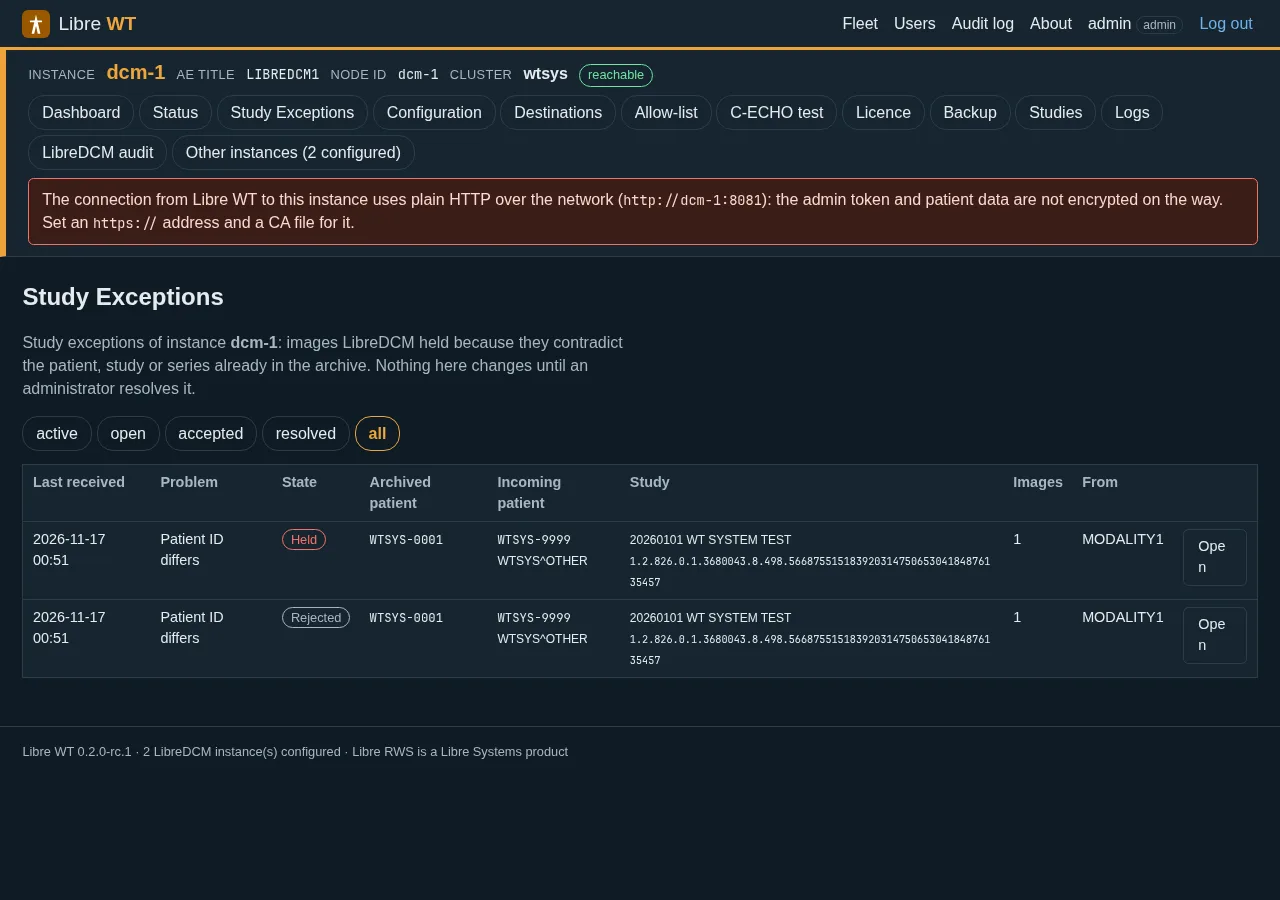 Libre WT
Fleet Users Audit log About admin admin Log out
INSTANCE dcm-1 AE TITLE LIBREDCM1 NODE ID dcm-1 CLUSTER wtsys reachable
Dashboard Status Study Exceptions Configuration Destinations Allow-list C-ECHO test Licence Backup Studies Logs
LibreDCM audit Other instances (2 configured)
The connection from Libre WT to this instance uses plain HTTP over the network (http://dcm-1:8081): the admin token and patient data are not encrypted on the way.
Set an https:// address and a CA file for it.
Study Exceptions
Study exceptions of instance dcm-1: images LibreDCM held because they contradict
the patient, study or series already in the archive. Nothing here changes until an
administrator resolves it.
active open accepted resolved all
Last received Problem State Archived patient Incoming patient Study Images From
2026-11-17 00:51 Patient ID differs Held WTSYS-0001 WTSYS-9999 WTSYS^OTHER 20260101 WT SYSTEM TEST 1.2.826.0.1.3680043.8.498.56687551518392031475065304184876135457 1 MODALITY1 Open
2026-11-17 00:51 Patient ID differs Rejected WTSYS-0001 WTSYS-9999 WTSYS^OTHER 20260101 WT SYSTEM TEST 1.2.826.0.1.3680043.8.498.56687551518392031475065304184876135457 1 MODALITY1 Open
Libre WT 0.2.0-rc.1 · 2 LibreDCM instance(s) configured · Libre RWS is a Libre Systems product